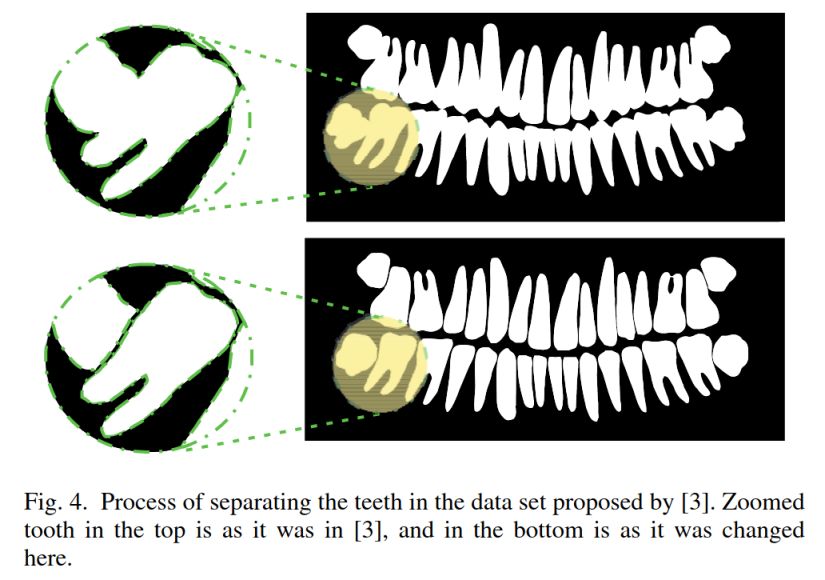 Fig. 4. Process of separating the teeth in the data set proposed by [3]. Zoomed
tooth in the top is as it was in [3], and in the bottom is as it was changed
here.